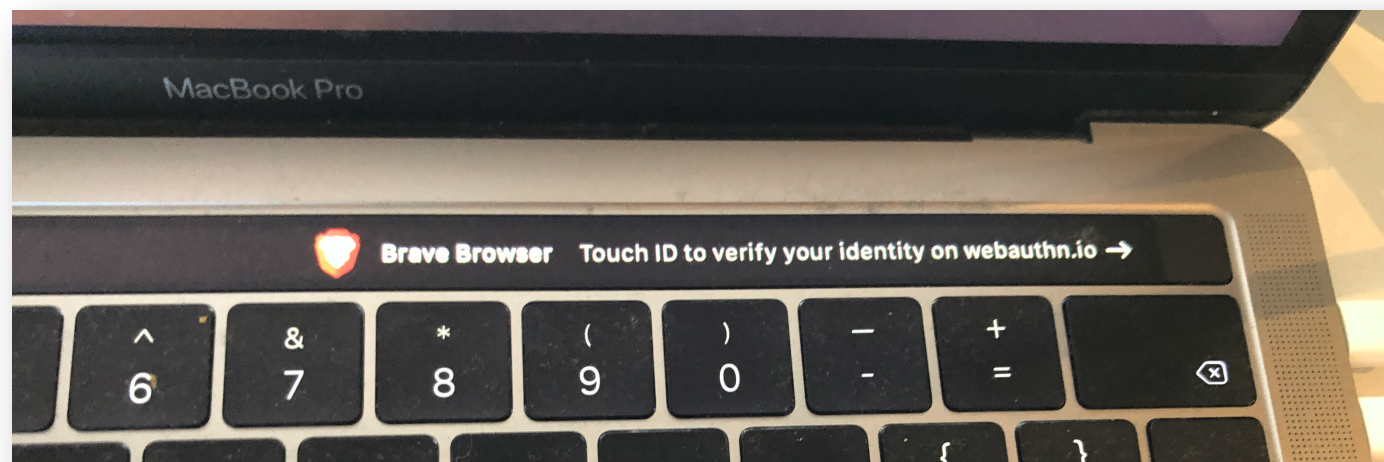 MacBook Pro
Brave Browser Touch ID to verify your identity on webauthn.io →
^ & * ( ) — +
6 7 8 9 0 - =
{ }